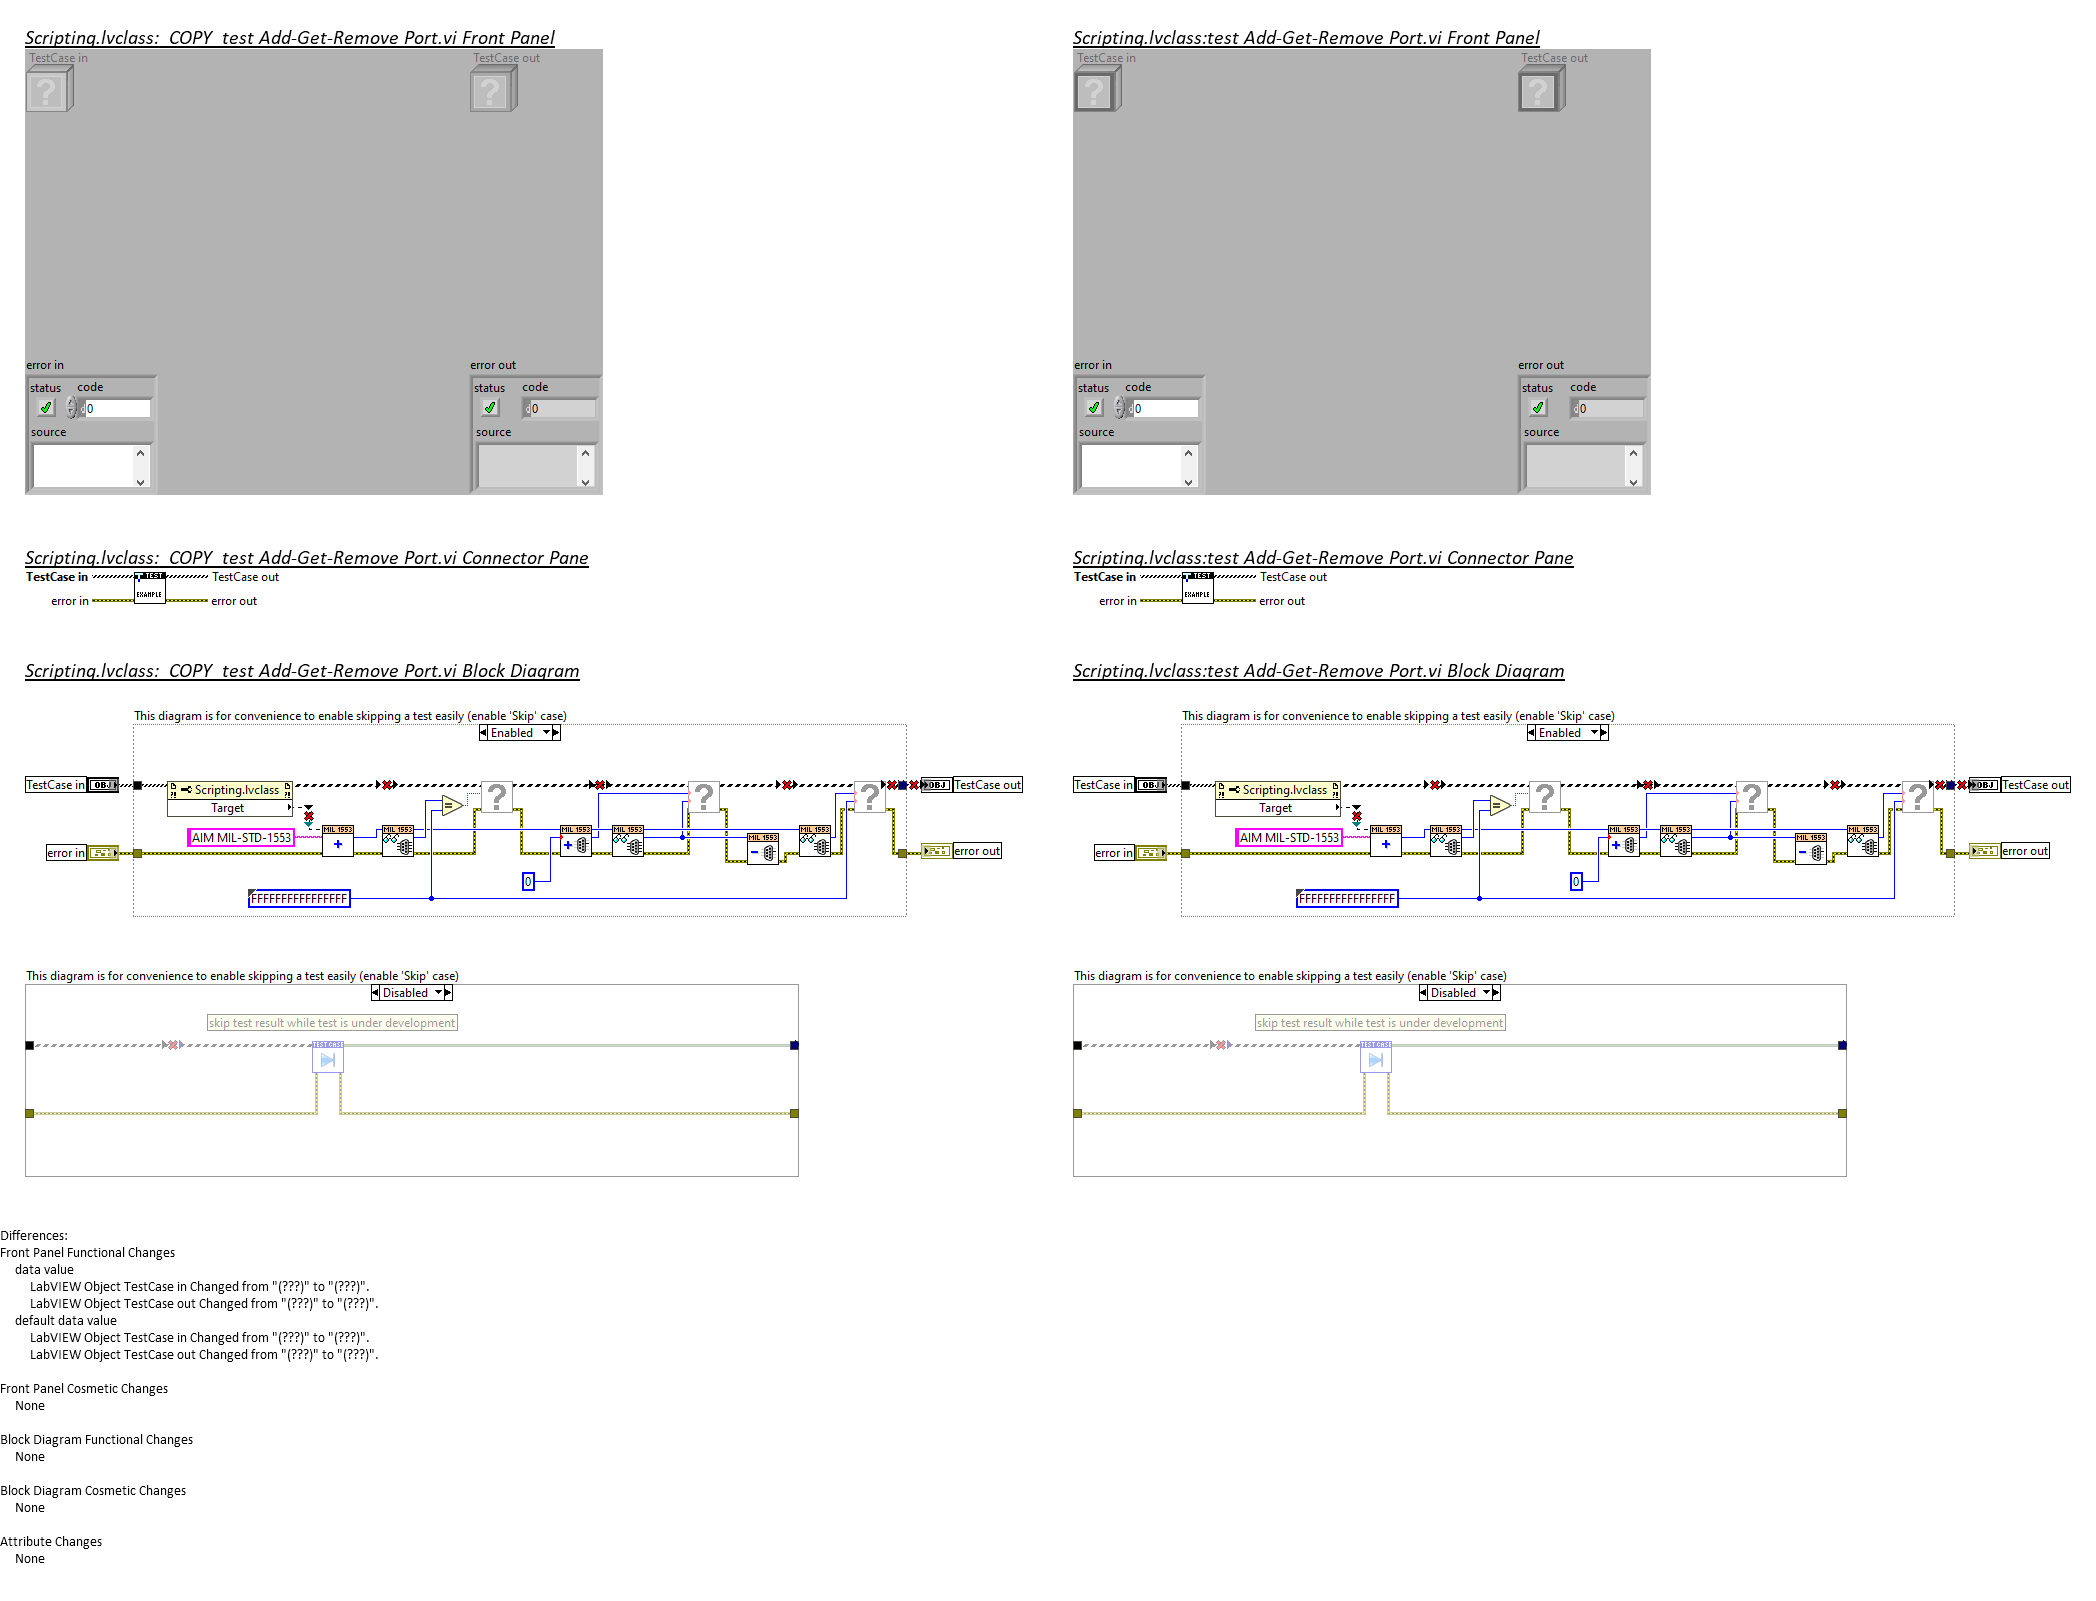 Scripting.lvclass:_COPY_test Add-Get-Remove Port.vi Front Panel
TestCase in
TestCase out
?
?
error in
error out
status
code
status
code
d
0
d
0
source
source
Scripting.lvclass:_COPY_test Add-Get-Remove Port.vi Connector Pane
TestCase in
TEST
TestCase out
error in
EXAMPLE
error out
Scripting.lvclass:_COPY_test Add-Get-Remove Port.vi Block Diagram
This diagram is for convenience to enable skipping a test easily (enable 'Skip' case)
Enabled
TestCase in
OBJ
Scripting.lvclass
Target
?
?
?
OBJ
TestCase out
AIM MIL-STD-1553
MIL 1553
MIL 1553
=
MIL 1553
MIL 1553
MIL 1553
MIL 1553
error in
error out
0
FFFFFFFFFFFFFFFF
This diagram is for convenience to enable skipping a test easily (enable 'Skip' case)
Disabled
skip test result while test is under development
TEST CASE
Scripting.lvclass:test Add-Get-Remove Port.vi Front Panel
TestCase in
TestCase out
?
?
error in
error out
status
code
status
code
d
0
d
0
source
source
Scripting.lvclass:test Add-Get-Remove Port.vi Connector Pane
TestCase in
TEST
TestCase out
error in
EXAMPLE
error out
Scripting.lvclass:test Add-Get-Remove Port.vi Block Diagram
This diagram is for convenience to enable skipping a test easily (enable 'Skip' case)
Enabled
TestCase in
OBJ
Scripting.lvclass
Target
?
?
?
OBJ
TestCase out
AIM MIL-STD-1553
MIL 1553
MIL 1553
=
MIL 1553
MIL 1553
MIL 1553
MIL 1553
error in
error out
0
FFFFFFFFFFFFFFFF
This diagram is for convenience to enable skipping a test easily (enable 'Skip' case)
Disabled
skip test result while test is under development
TEST CASE
Differences:
Front Panel Functional Changes
data value
LabVIEW Object TestCase in Changed from "(???)" to "(???)".
LabVIEW Object TestCase out Changed from "(???)" to "(???)".
default data value
LabVIEW Object TestCase in Changed from "(???)" to "(???)".
LabVIEW Object TestCase out Changed from "(???)" to "(???)".
Front Panel Cosmetic Changes
None
Block Diagram Functional Changes
None
Block Diagram Cosmetic Changes
None
Attribute Changes
None